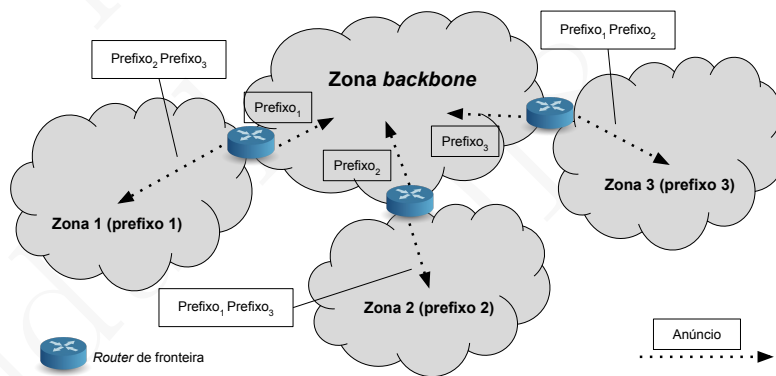 Prefixo₁ Prefixo₂
Prefixo₂ Prefixo₃
Zona backbone
Prefixo₁
Prefixo₃
Prefixo₂
Zona 3 (prefixo 3)
Zona 1 (prefixo 1)
Prefixo₁ Prefixo₃
Zona 2 (prefixo 2)
Anúncio
Router de fronteira